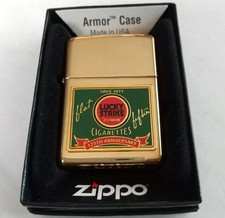 Armor™ Case
Made in USA
SINCE 1871
flat
LUCKY
STRIKE
fifties
CIGARETTES
125TH ANNIVERSARY
zippo